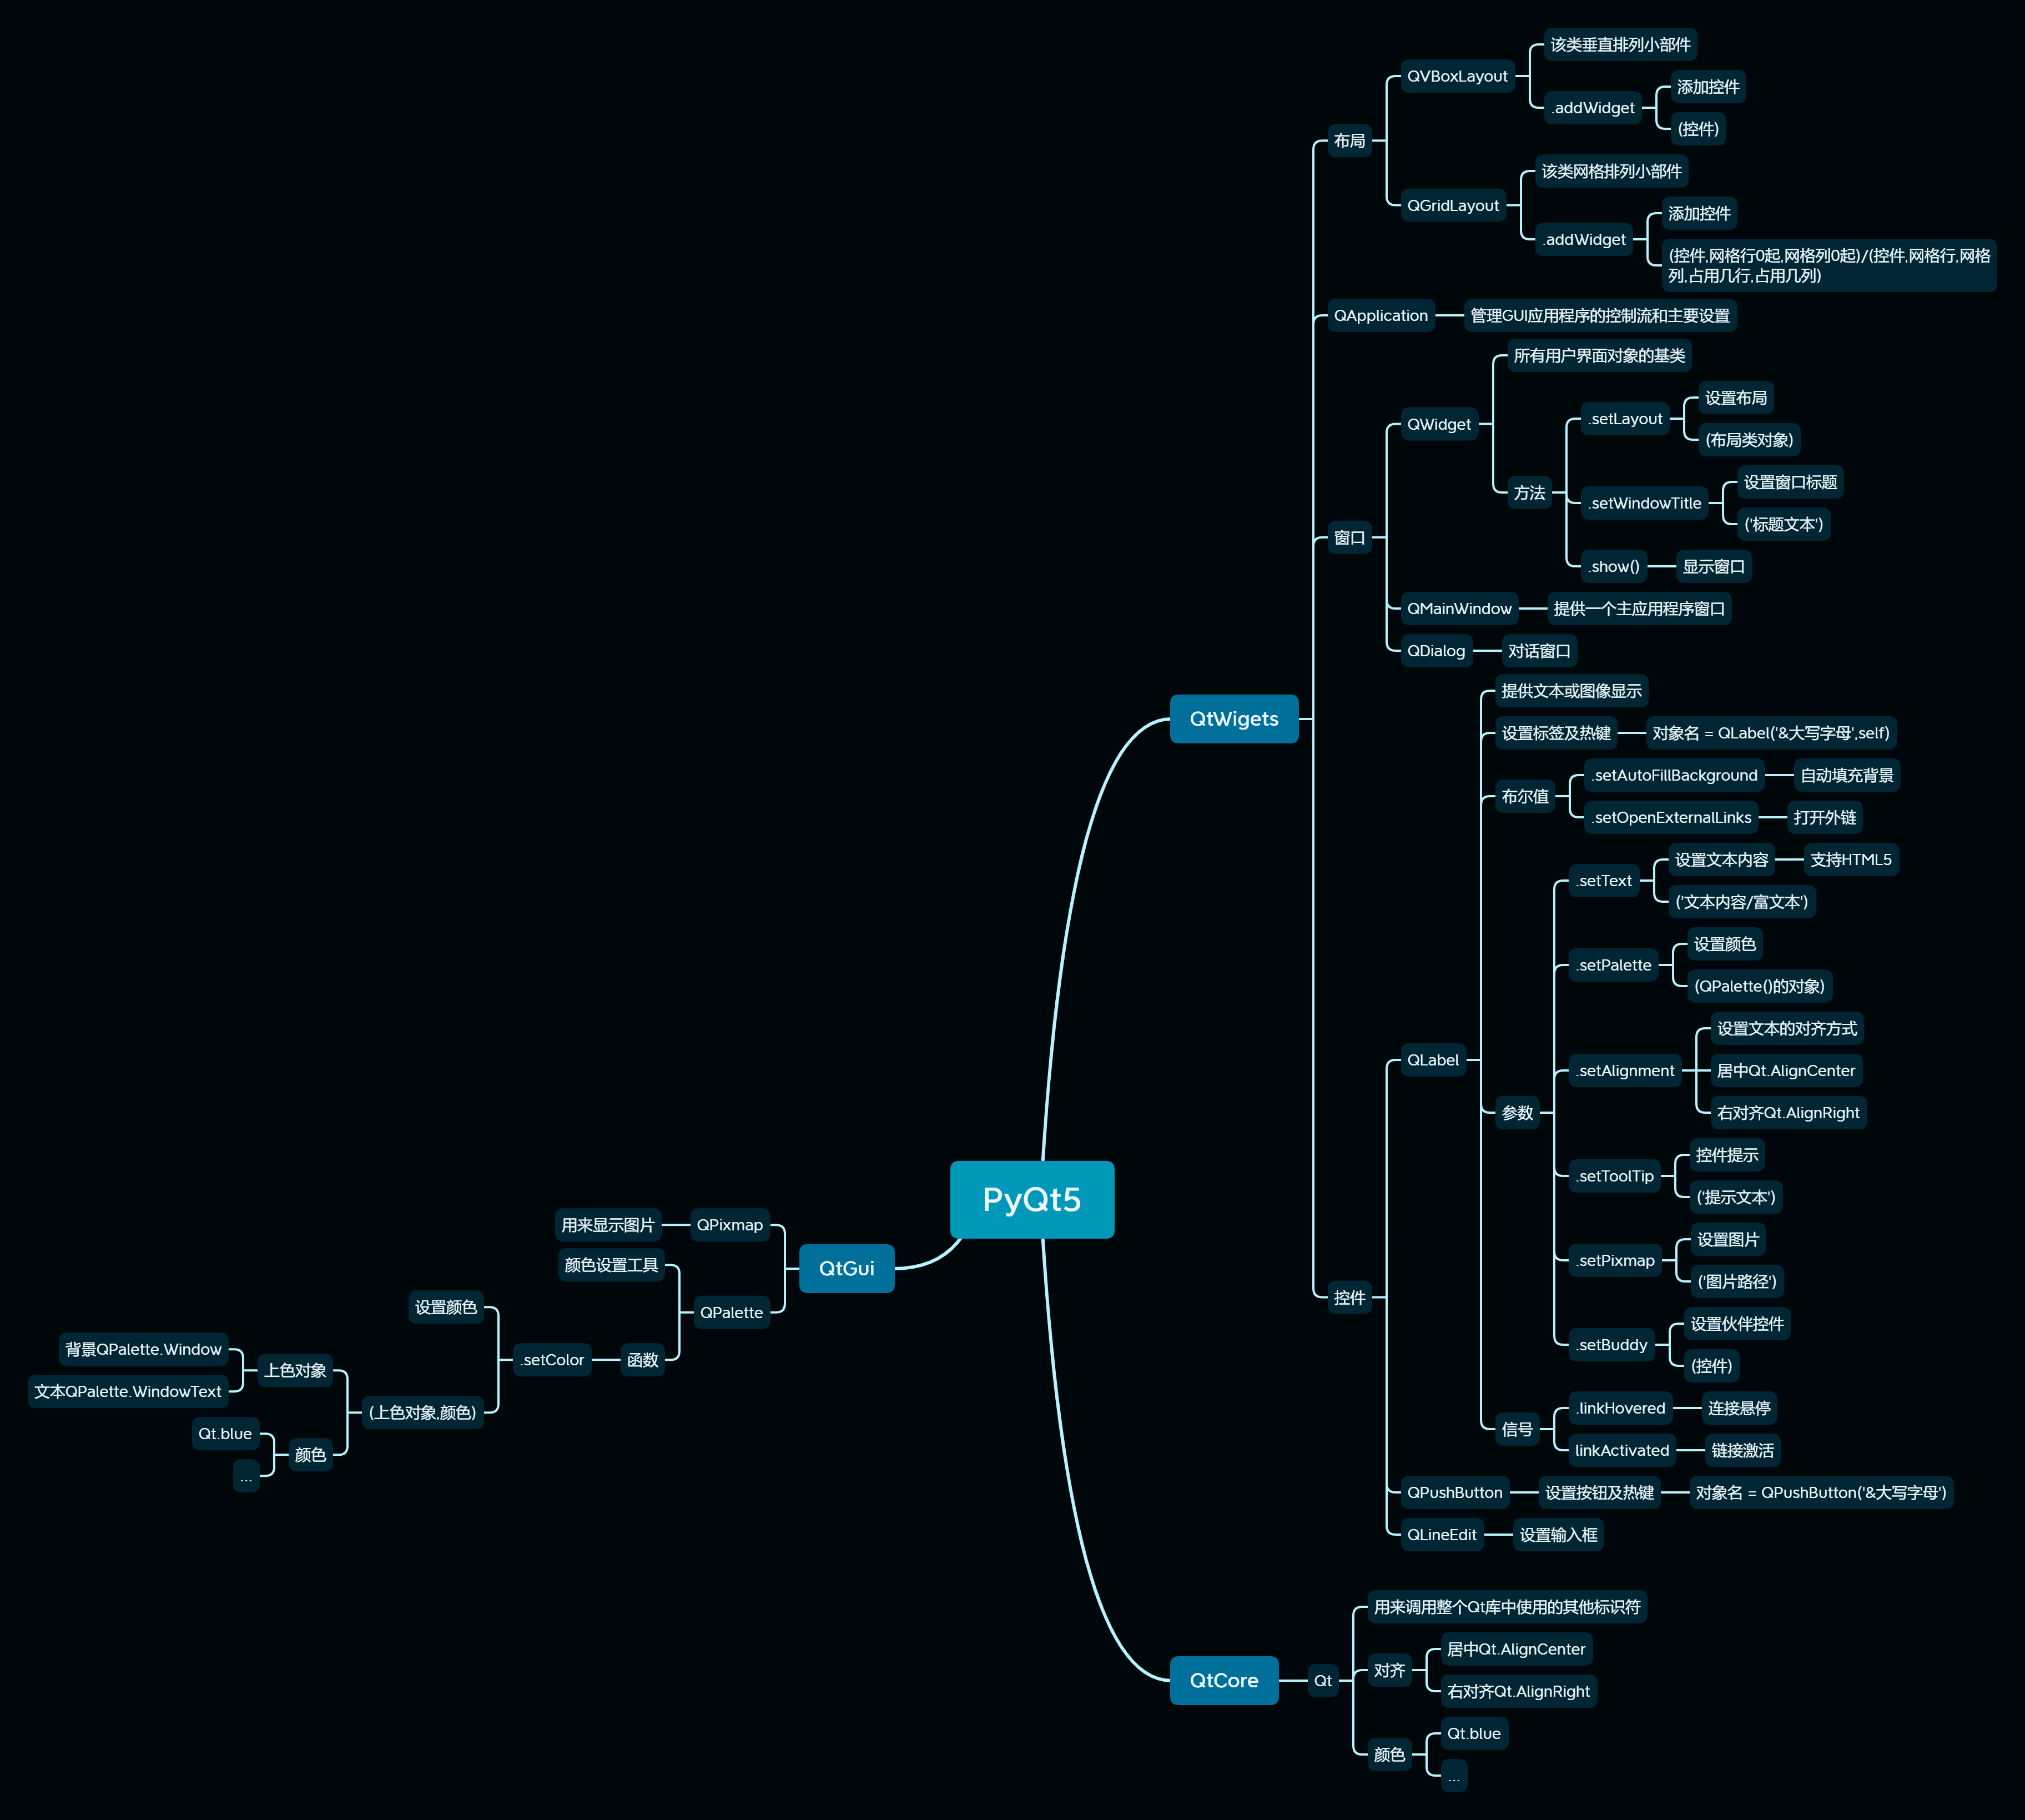 PyQt5
QtWigets
布局
QVBoxLayout
该类垂直排列小部件
.addWidget
添加控件
(控件)
QGridLayout
该类网格排列小部件
.addWidget
添加控件
(控件,网格行0起,网格列0起)/(控件,网格行,网格
列,占用几行,占用几列)
QApplication
管理GUI应用程序的控制流和主要设置
窗口
QWidget
所有用户界面对象的基类
方法
.setLayout
设置布局
(布局类对象)
.setWindowTitle
设置窗口标题
('标题文本')
.show()
显示窗口
QMainWindow
提供一个主应用程序窗口
QDialog
对话窗口
控件
QLabel
提供文本或图像显示
设置标签及热键
对象名 = QLabel('&大写字母',self)
布尔值
.setAutoFillBackground
自动填充背景
.setOpenExternalLinks
打开外链
参数
.setText
设置文本内容
支持HTML5
('文本内容/富文本')
.setPalette
设置颜色
(QPalette()的对象)
.setAlignment
设置文本的对齐方式
居中Qt.AlignCenter
右对齐Qt.AlignRight
.setToolTip
控件提示
('提示文本')
.setPixmap
设置图片
('图片路径')
.setBuddy
设置伙伴控件
(控件)
信号
.linkHovered
连接悬停
linkActivated
链接激活
QPushButton
设置按钮及热键
对象名 = QPushButton('&大写字母')
QLineEdit
设置输入框
QtCore
Qt
用来调用整个Qt库中使用的其他标识符
对齐
居中Qt.AlignCenter
右对齐Qt.AlignRight
颜色
Qt.blue
...
QtGui
QPixmap
用来显示图片
QPalette
颜色设置工具
函数
.setColor
设置颜色
(上色对象,颜色)
上色对象
背景QPalette.Window
文本QPalette.WindowText
颜色
Qt.blue
...